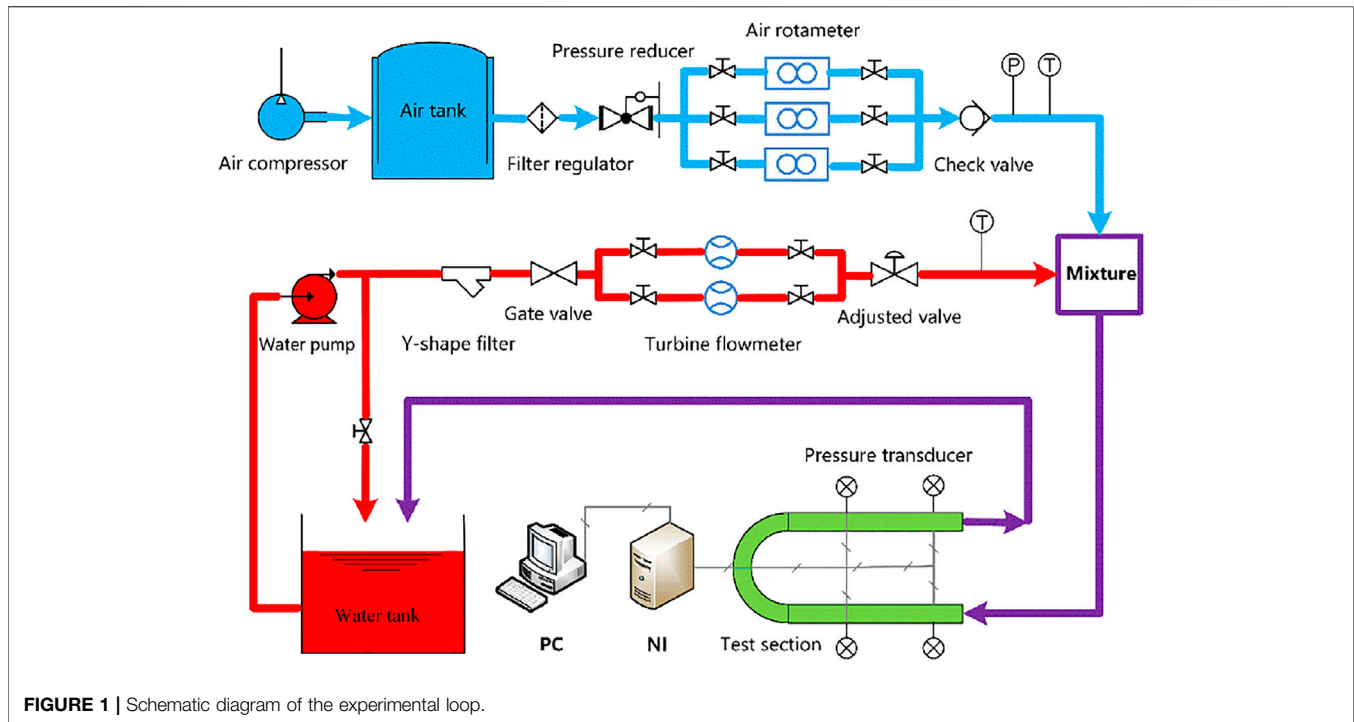 Air rotameter
Pressure reducer
P
T
Air tank
Air compressor
Filter regulator
Check valve
T
Mixture
Gate valve
Adjusted valve
Water pump
Y-shape filter
Turbine flowmeter
Pressure transducer
Water tank
PC
NI
Test section
FIGURE 1 | Schematic diagram of the experimental loop.